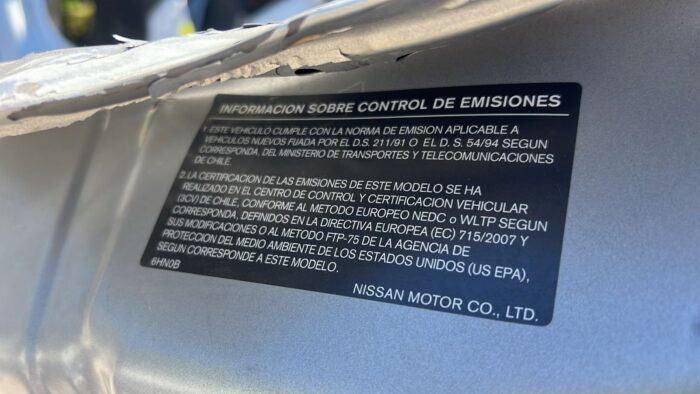 INFORMACION SOBRE CONTROL DE EMISIONES
1. ESTE VEHICULO CUMPLE CON LA NORMA DE EMISION APLICABLE A
VEHICULOS NUEVOS FIJADA POR EL D.S. 211/91 O EL D. S. 54/94 SEGUN
CORRESPONDA, DEL MINISTERIO DE TRANSPORTES Y TELECOMUNICACIONES
DE CHILE.
2. LA CERTIFICACION DE LAS EMISIONES DE ESTE MODELO SE HA
REALIZADO EN EL CENTRO DE CONTROL Y CERTIFICACION VEHICULAR
(3CV) DE CHILE, CONFORME AL METODO EUROPEO NEDC o WLTP SEGUN
CORRESPONDA, DEFINIDOS EN LA DIRECTIVA EUROPEA (EC) 715/2007 Y
SUS MODIFICACIONES O AL METODO FTP-75 DE LA AGENCIA DE
PROTECCION DEL MEDIO AMBIENTE DE LOS ESTADOS UNIDOS (US EPA),
SEGUN CORRESPONDE A ESTE MODELO.
6HN0B
NISSAN MOTOR CO., LTD.